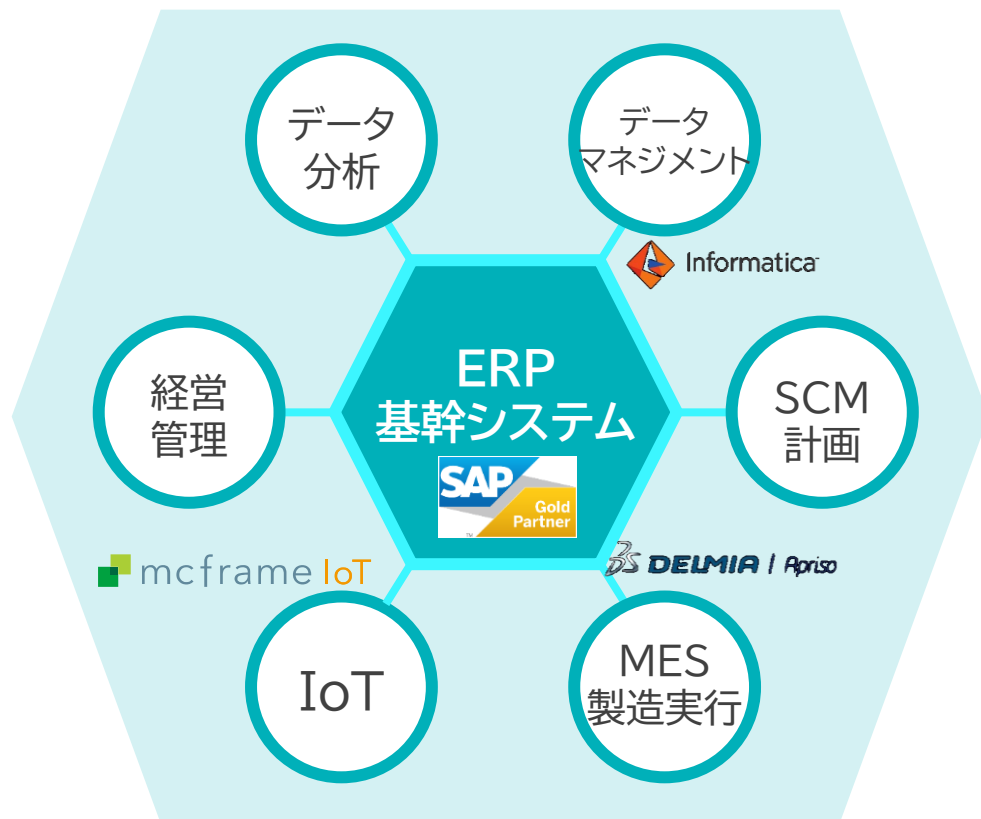 データ
分析
データ
マネジメント
Informatica
ERP
基幹システム
SAP
Gold
Partner
TM
経営
管理
SCM
計画
mcframe IoT
DELMIA | Apriso
IoT
MES
製造実行